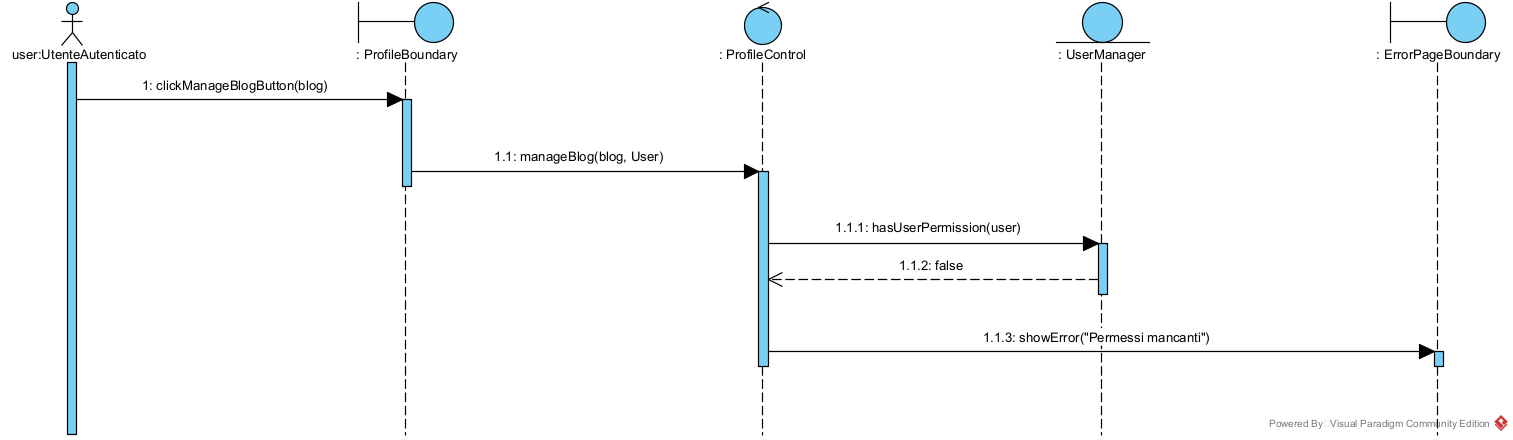 user:UtenteAutenticato
: ProfileBoundary
: ProfileControl
: UserManager
: ErrorPageBoundary
1: clickManageBlogButton(blog)
1.1: manageBlog(blog, User)
1.1.1: hasUserPermission(user)
1.1.2: false
1.1.3: showError("Permessi mancanti")
Powered By Visual Paradigm Community Edition